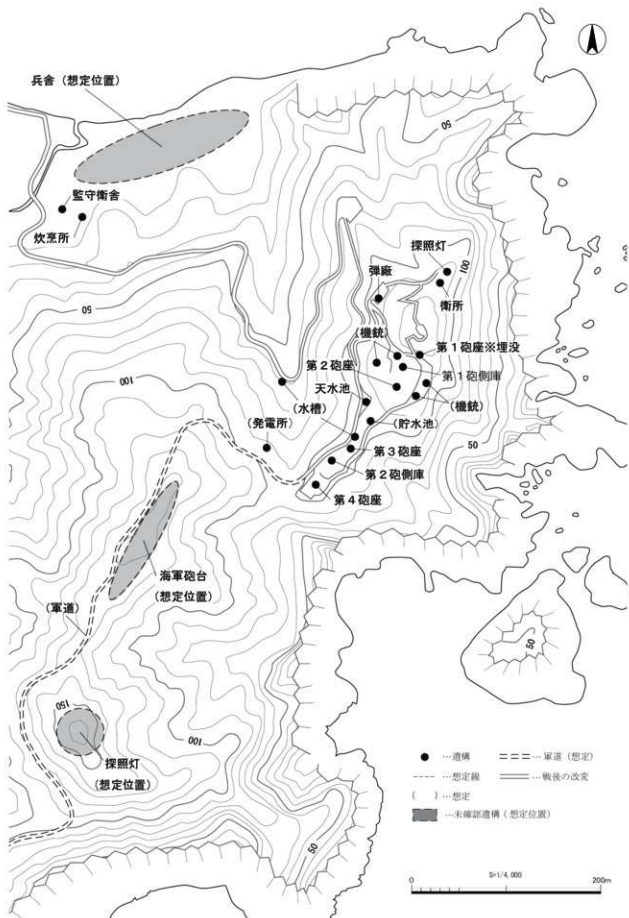 兵舎（想定位置）
50
監守衛舎
炊烹所
探照灯
100
弾廠
衛所
50
（機銃）
第１砲座※埋没
第２砲座
第１砲側庫
100
天水池
（水槽）
（機銃）
（発電所）
（貯水池）
第３砲座
50
第２砲側庫
第４砲座
海軍砲台
（想定位置）
（軍道）
50
150
100
探照灯
（想定位置）
50
●…遺構
…軍道（想定）
…想定線
…戦後の改変
（　）…想定
…未確認遺構（想定位置）
S=1/4,000
0
200m